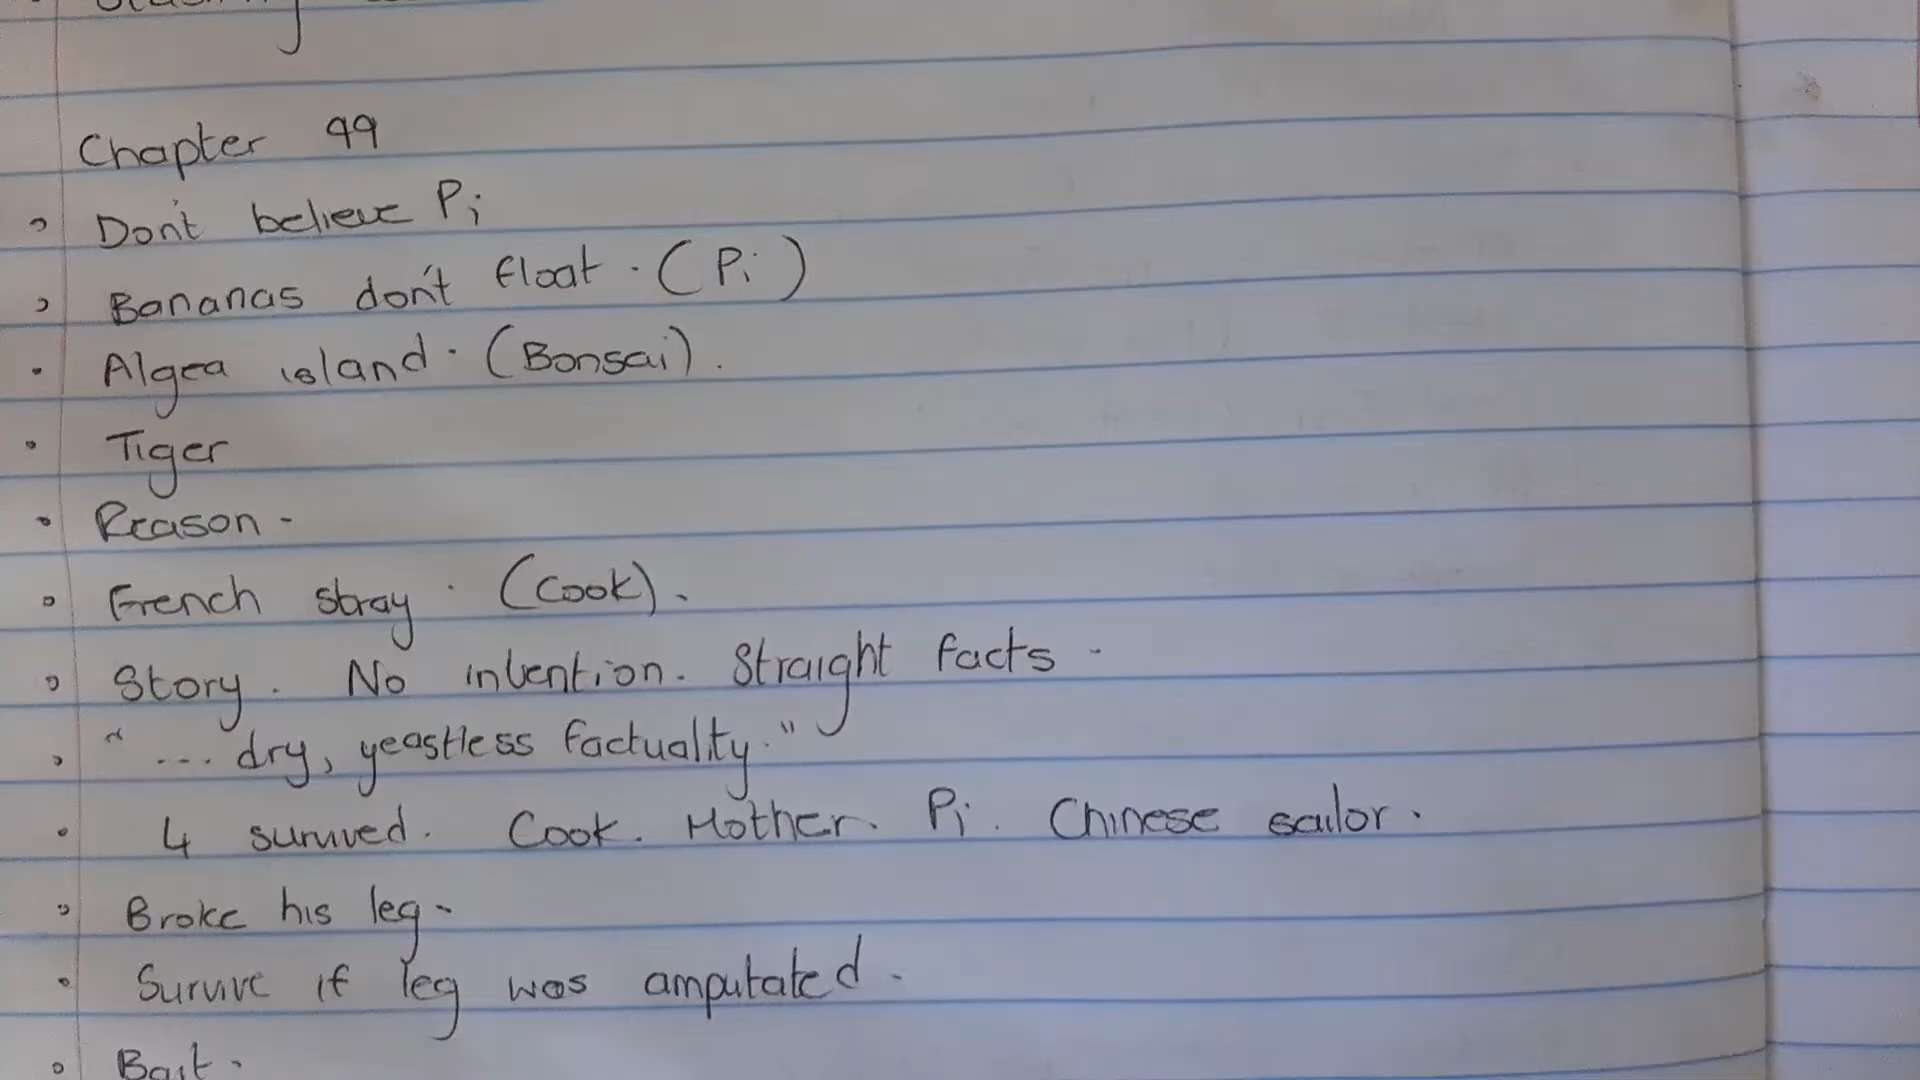 Chapter 99
• Don't believe Pi
• Bananas don't float. (Pi)
• Algea island. (Bonsai).
• Tiger
• Reason -
• French stray. (Cook).
• Story. No invention. Straight facts -
• "... dry, yeastless factuality."
• 4 survived. Cook. Mother. Pi. Chinese sailor.
• Broke his leg -
• Survive if leg was amputated.
• Bait.